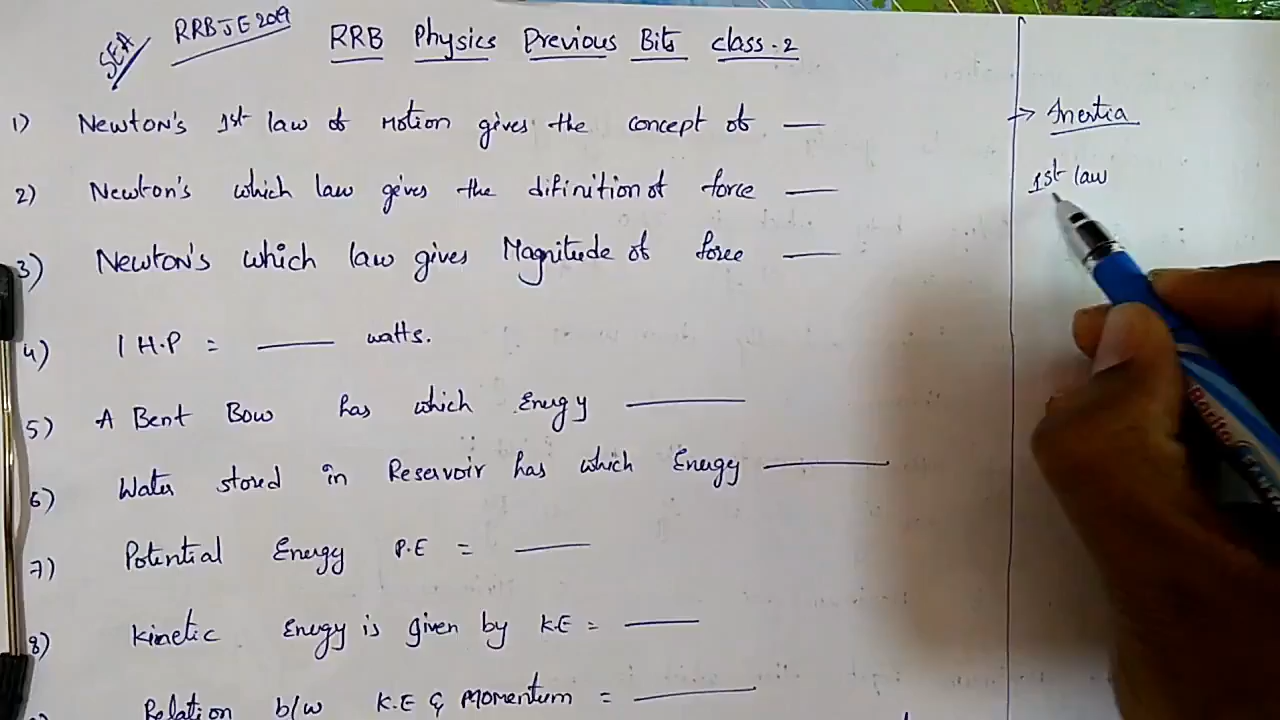 SEA RRB JE 2019 RRB Physics Previous Bits class-2
1) Newton's 1st law of Motion gives the concept of —
→ Inertia
2) Newton's which law gives the difinition of force —
1st law
3) Newton's which law gives Magnitude of force —
4) 1 H.P = — watts.
5) A Bent Bow has which Energy —
6) Water stored in Reservoir has which Energy —
7) Potential Energy P.E = —
8) Kinetic Energy is given by K.E = —
Relation b/w K.E & Momentum = —